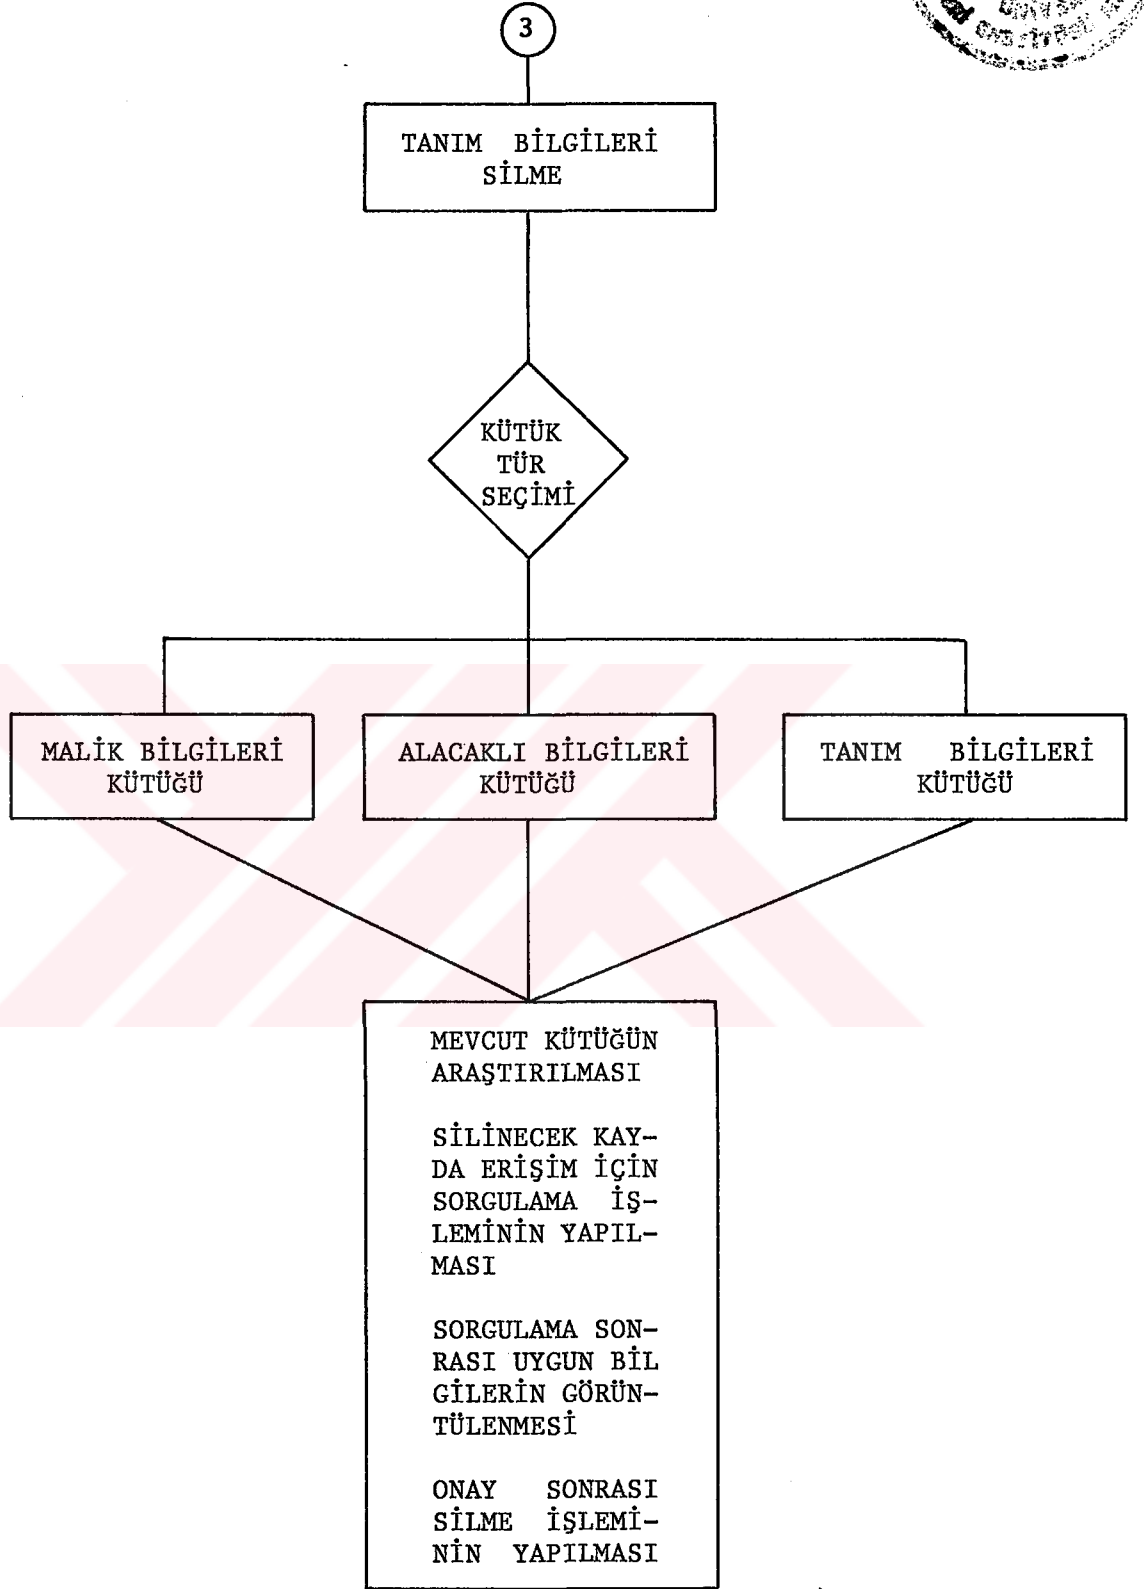 3
TANIM BİLGİLERİ
SİLME
KÜTÜK
TÜR
SEÇİMİ
MALİK BİLGİLERİ
KÜTÜĞÜ
ALACAKLI BİLGİLERİ
KÜTÜĞÜ
TANIM BİLGİLERİ
KÜTÜĞÜ
MEVCUT KÜTÜĞÜN
ARAŞTIRILMASI
SİLİNECEK KAY-
DA ERİŞİM İÇİN
SORGULAMA İŞ-
LEMİNİN YAPIL-
MASI
SORGULAMA SON-
RASI UYGUN BİL
GİLERİN GÖRÜN-
TÜLENMESİ
ONAY SONRASI
SİLME İŞLEMİ-
NİN YAPILMASI